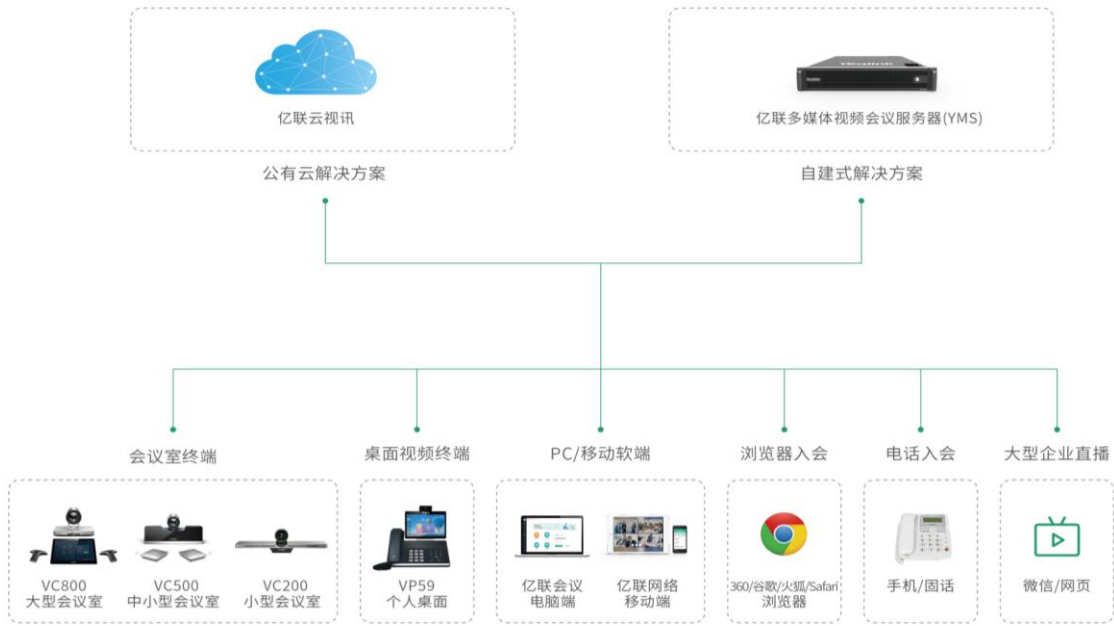 Yealink
亿联云视讯
亿联多媒体视频会议服务器(YMS)
公有云解决方案
自建式解决方案
会议室终端
桌面视频终端
PC/移动软端
浏览器入会
电话入会
大型企业直播
VC800
大型会议室
VC500
中小型会议室
VC200
小型会议室
VP59
个人桌面
亿联会议
电脑端
亿联网络
移动端
360/谷歌/火狐/Safari
浏览器
手机/固话
微信/网页